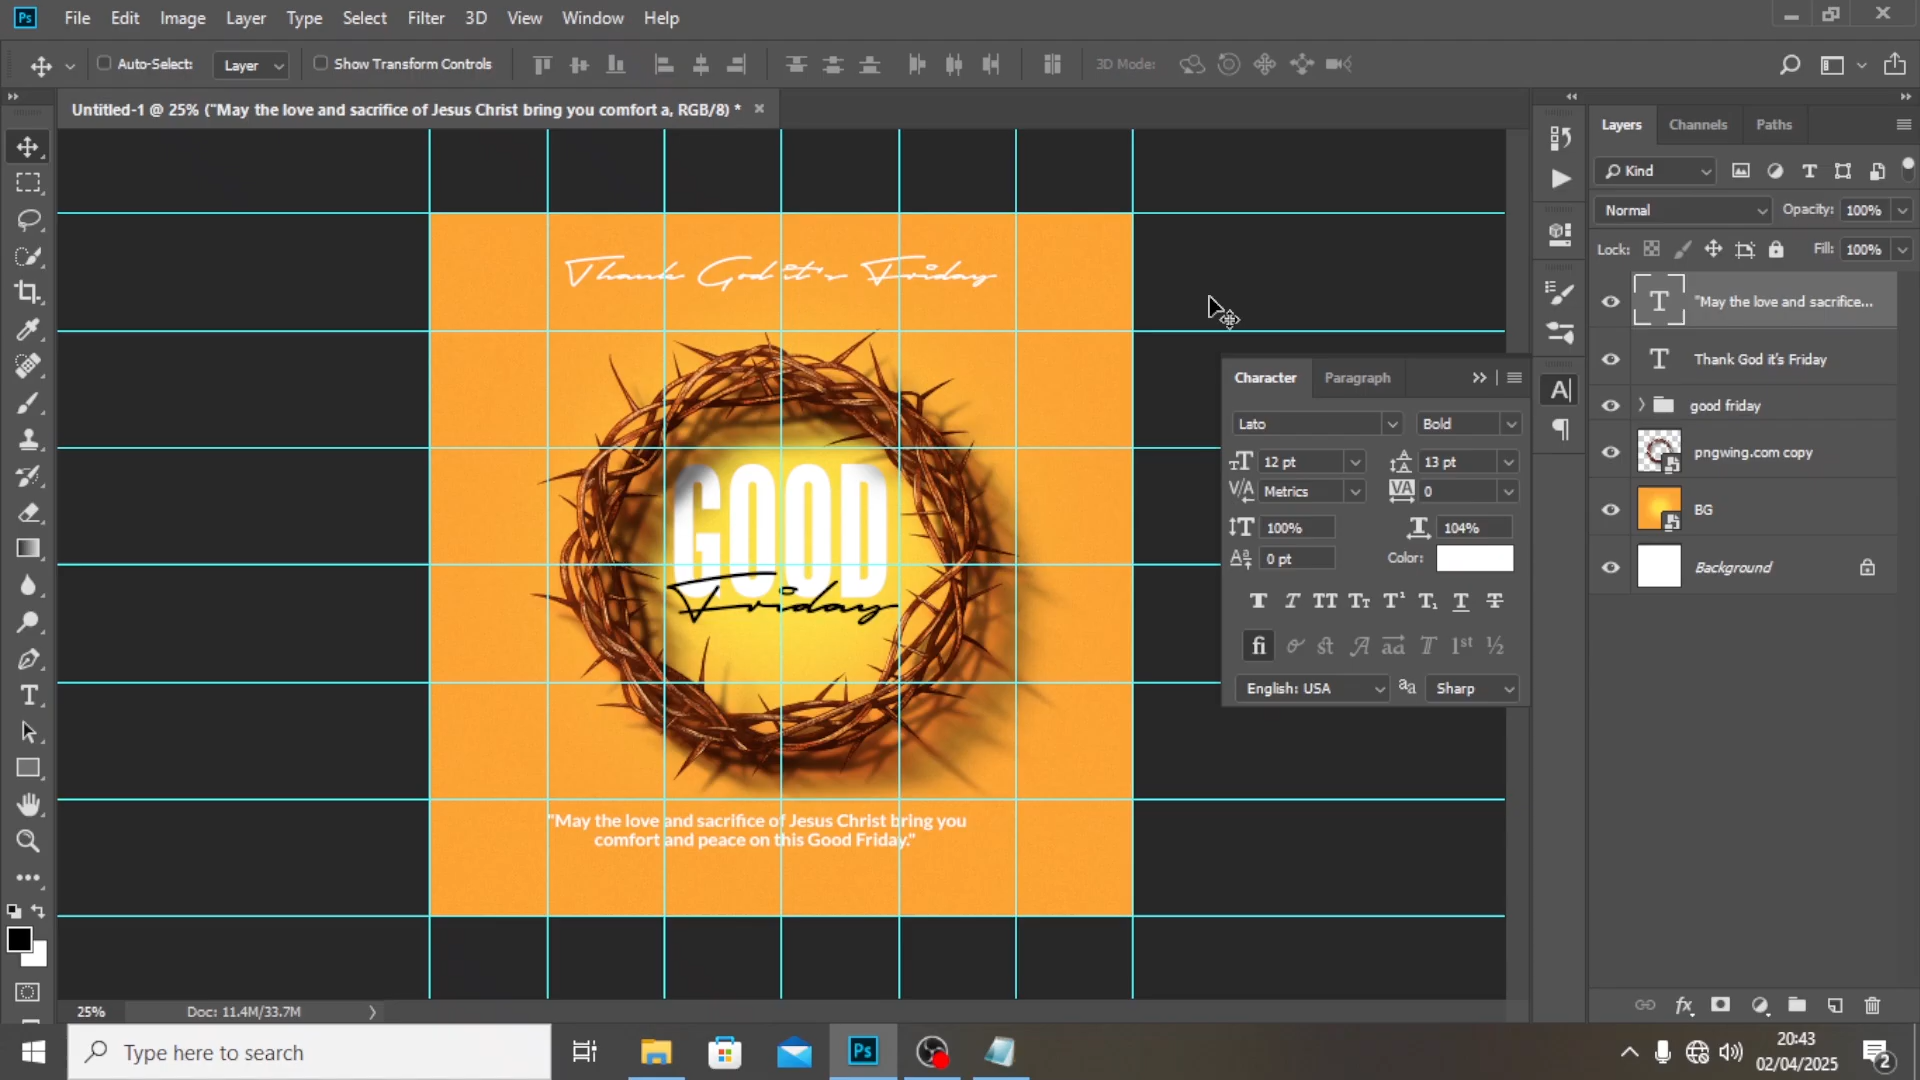 Ps File Edit Image Layer Type Select Filter 3D View Window Help
Auto-Select: Layer Show Transform Controls 3D Mode:
Untitled-1 @ 25% ("May the love and sacrifice of Jesus Christ bring you comfort a, RGB/8) *
Thank God it's Friday
GOOD
Friday
"May the love and sacrifice of Jesus Christ bring you
comfort and peace on this Good Friday."
Character Paragraph
Lato Bold
12 pt 13 pt
Metrics 0
100% 104%
0 pt Color:
English: USA Sharp
Layers Channels Paths
Kind
Normal Opacity: 100%
Lock: Fill: 100%
"May the love and sacrifice...
Thank God it's Friday
good friday
pngwing.com copy
BG
Background
25% Doc: 11.4M/33.7M
Type here to search
Ps
20:43
02/04/2025
2